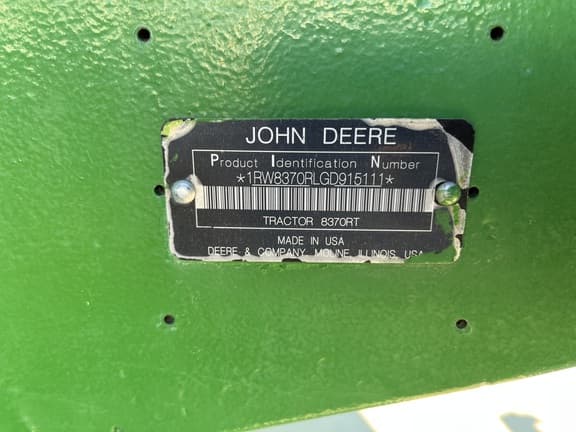 JOHN DEERE
Product Identification Number
*1RW8370RLGD915111*
TRACTOR 8370RT
MADE IN USA
DEERE & COMPANY MOLINE, ILLINOIS, USA